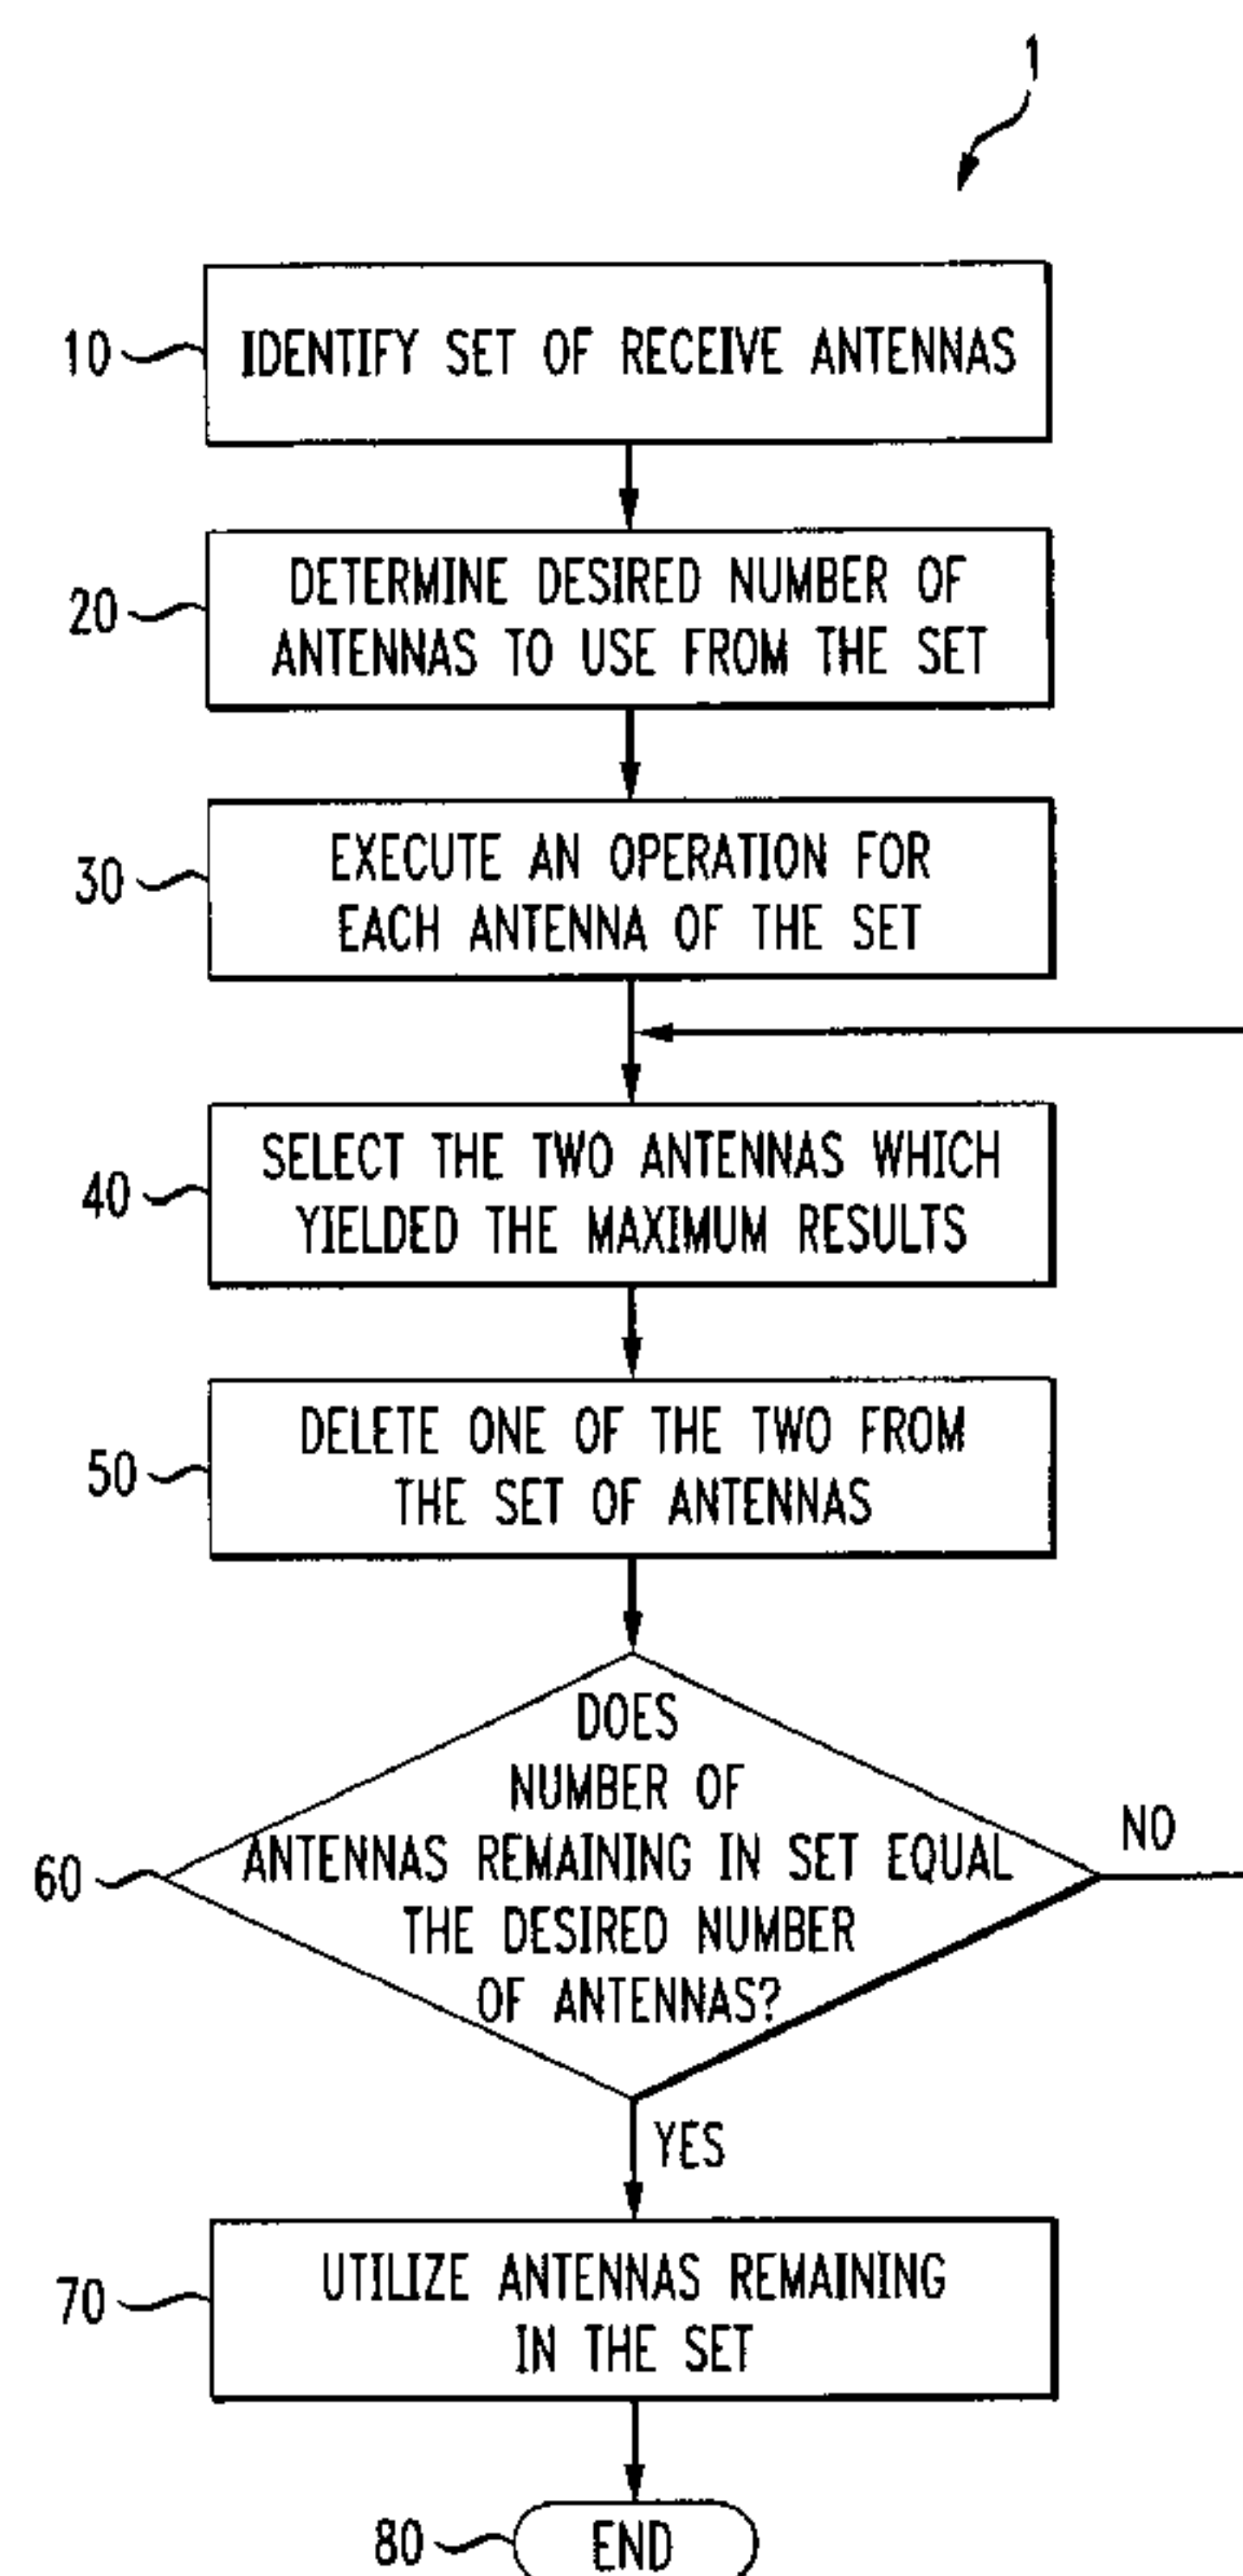 1
10
IDENTIFY SET OF RECEIVE ANTENNAS
20
DETERMINE DESIRED NUMBER OF
ANTENNAS TO USE FROM THE SET
30
EXECUTE AN OPERATION FOR
EACH ANTENNA OF THE SET
40
SELECT THE TWO ANTENNAS WHICH
YIELDED THE MAXIMUM RESULTS
50
DELETE ONE OF THE TWO FROM
THE SET OF ANTENNAS
60
DOES
NUMBER OF
ANTENNAS REMAINING IN SET EQUAL
THE DESIRED NUMBER
OF ANTENNAS?
NO
YES
70
UTILIZE ANTENNAS REMAINING
IN THE SET
80
END